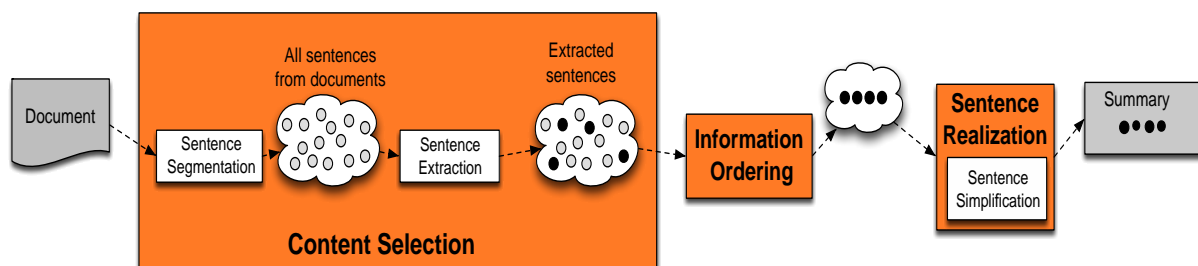 Document
Sentence
Segmentation
All sentences
from documents
Sentence
Extraction
Extracted
sentences
Content Selection
Information
Ordering
Sentence
Realization
Sentence
Simplification
Summary